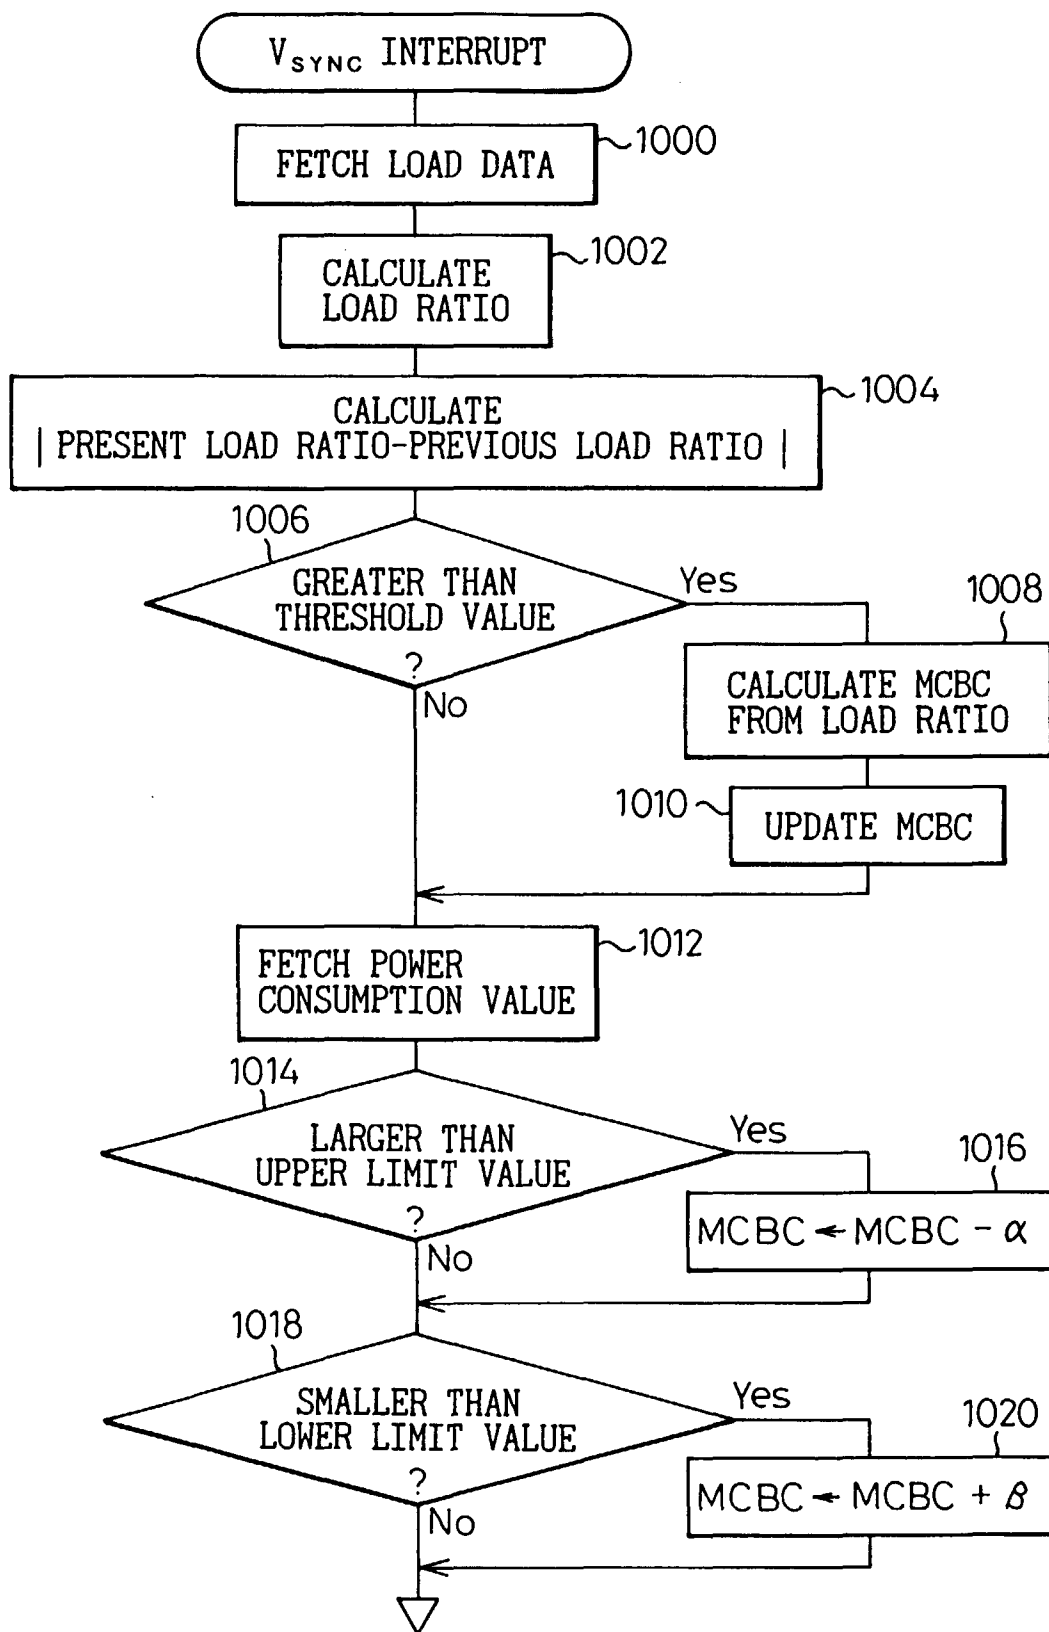 VSYNC INTERRUPT
1000
FETCH LOAD DATA
1002
CALCULATE
LOAD RATIO
1004
CALCULATE
| PRESENT LOAD RATIO-PREVIOUS LOAD RATIO |
1006
GREATER THAN
THRESHOLD VALUE
?
Yes
No
1008
CALCULATE MCBC
FROM LOAD RATIO
1010
UPDATE MCBC
1012
FETCH POWER
CONSUMPTION VALUE
1014
LARGER THAN
UPPER LIMIT VALUE
?
Yes
No
1016
MCBC ← MCBC - α
1018
SMALLER THAN
LOWER LIMIT VALUE
?
Yes
No
1020
MCBC ← MCBC + β